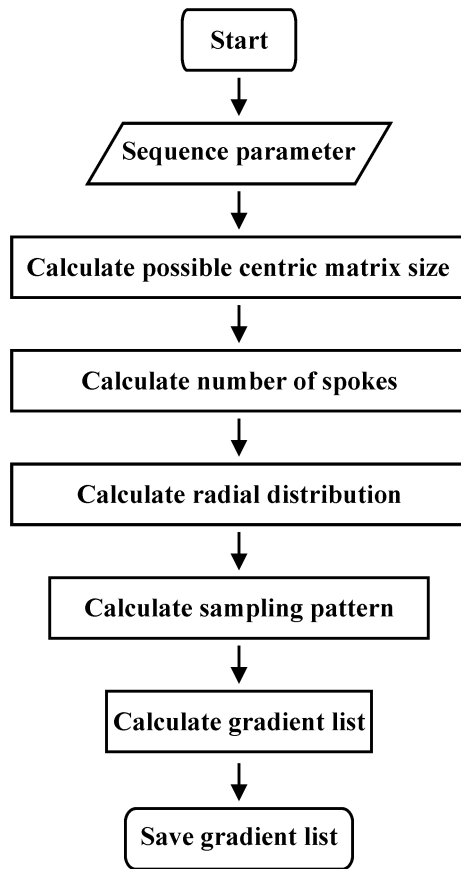 Start
Sequence parameter
Calculate possible centric matrix size
Calculate number of spokes
Calculate radial distribution
Calculate sampling pattern
Calculate gradient list
Save gradient list